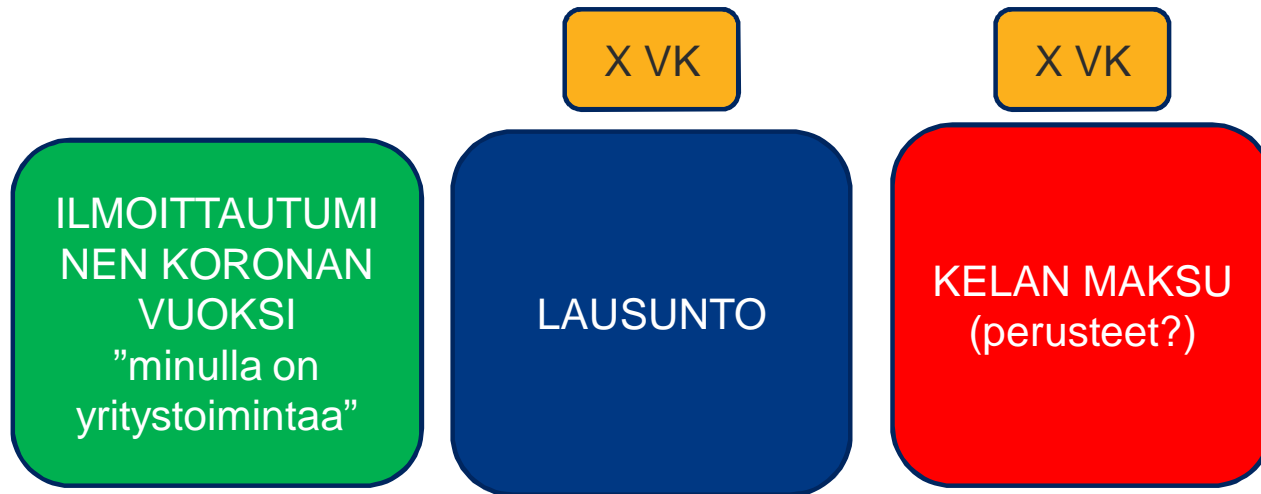 X VK
X VK
ILMOITTAUTUMI
NEN KORONAN
VUOKSI
”minulla on
yritystoimintaa”
LAUSUNTO
KELAN MAKSU
(perusteet?)